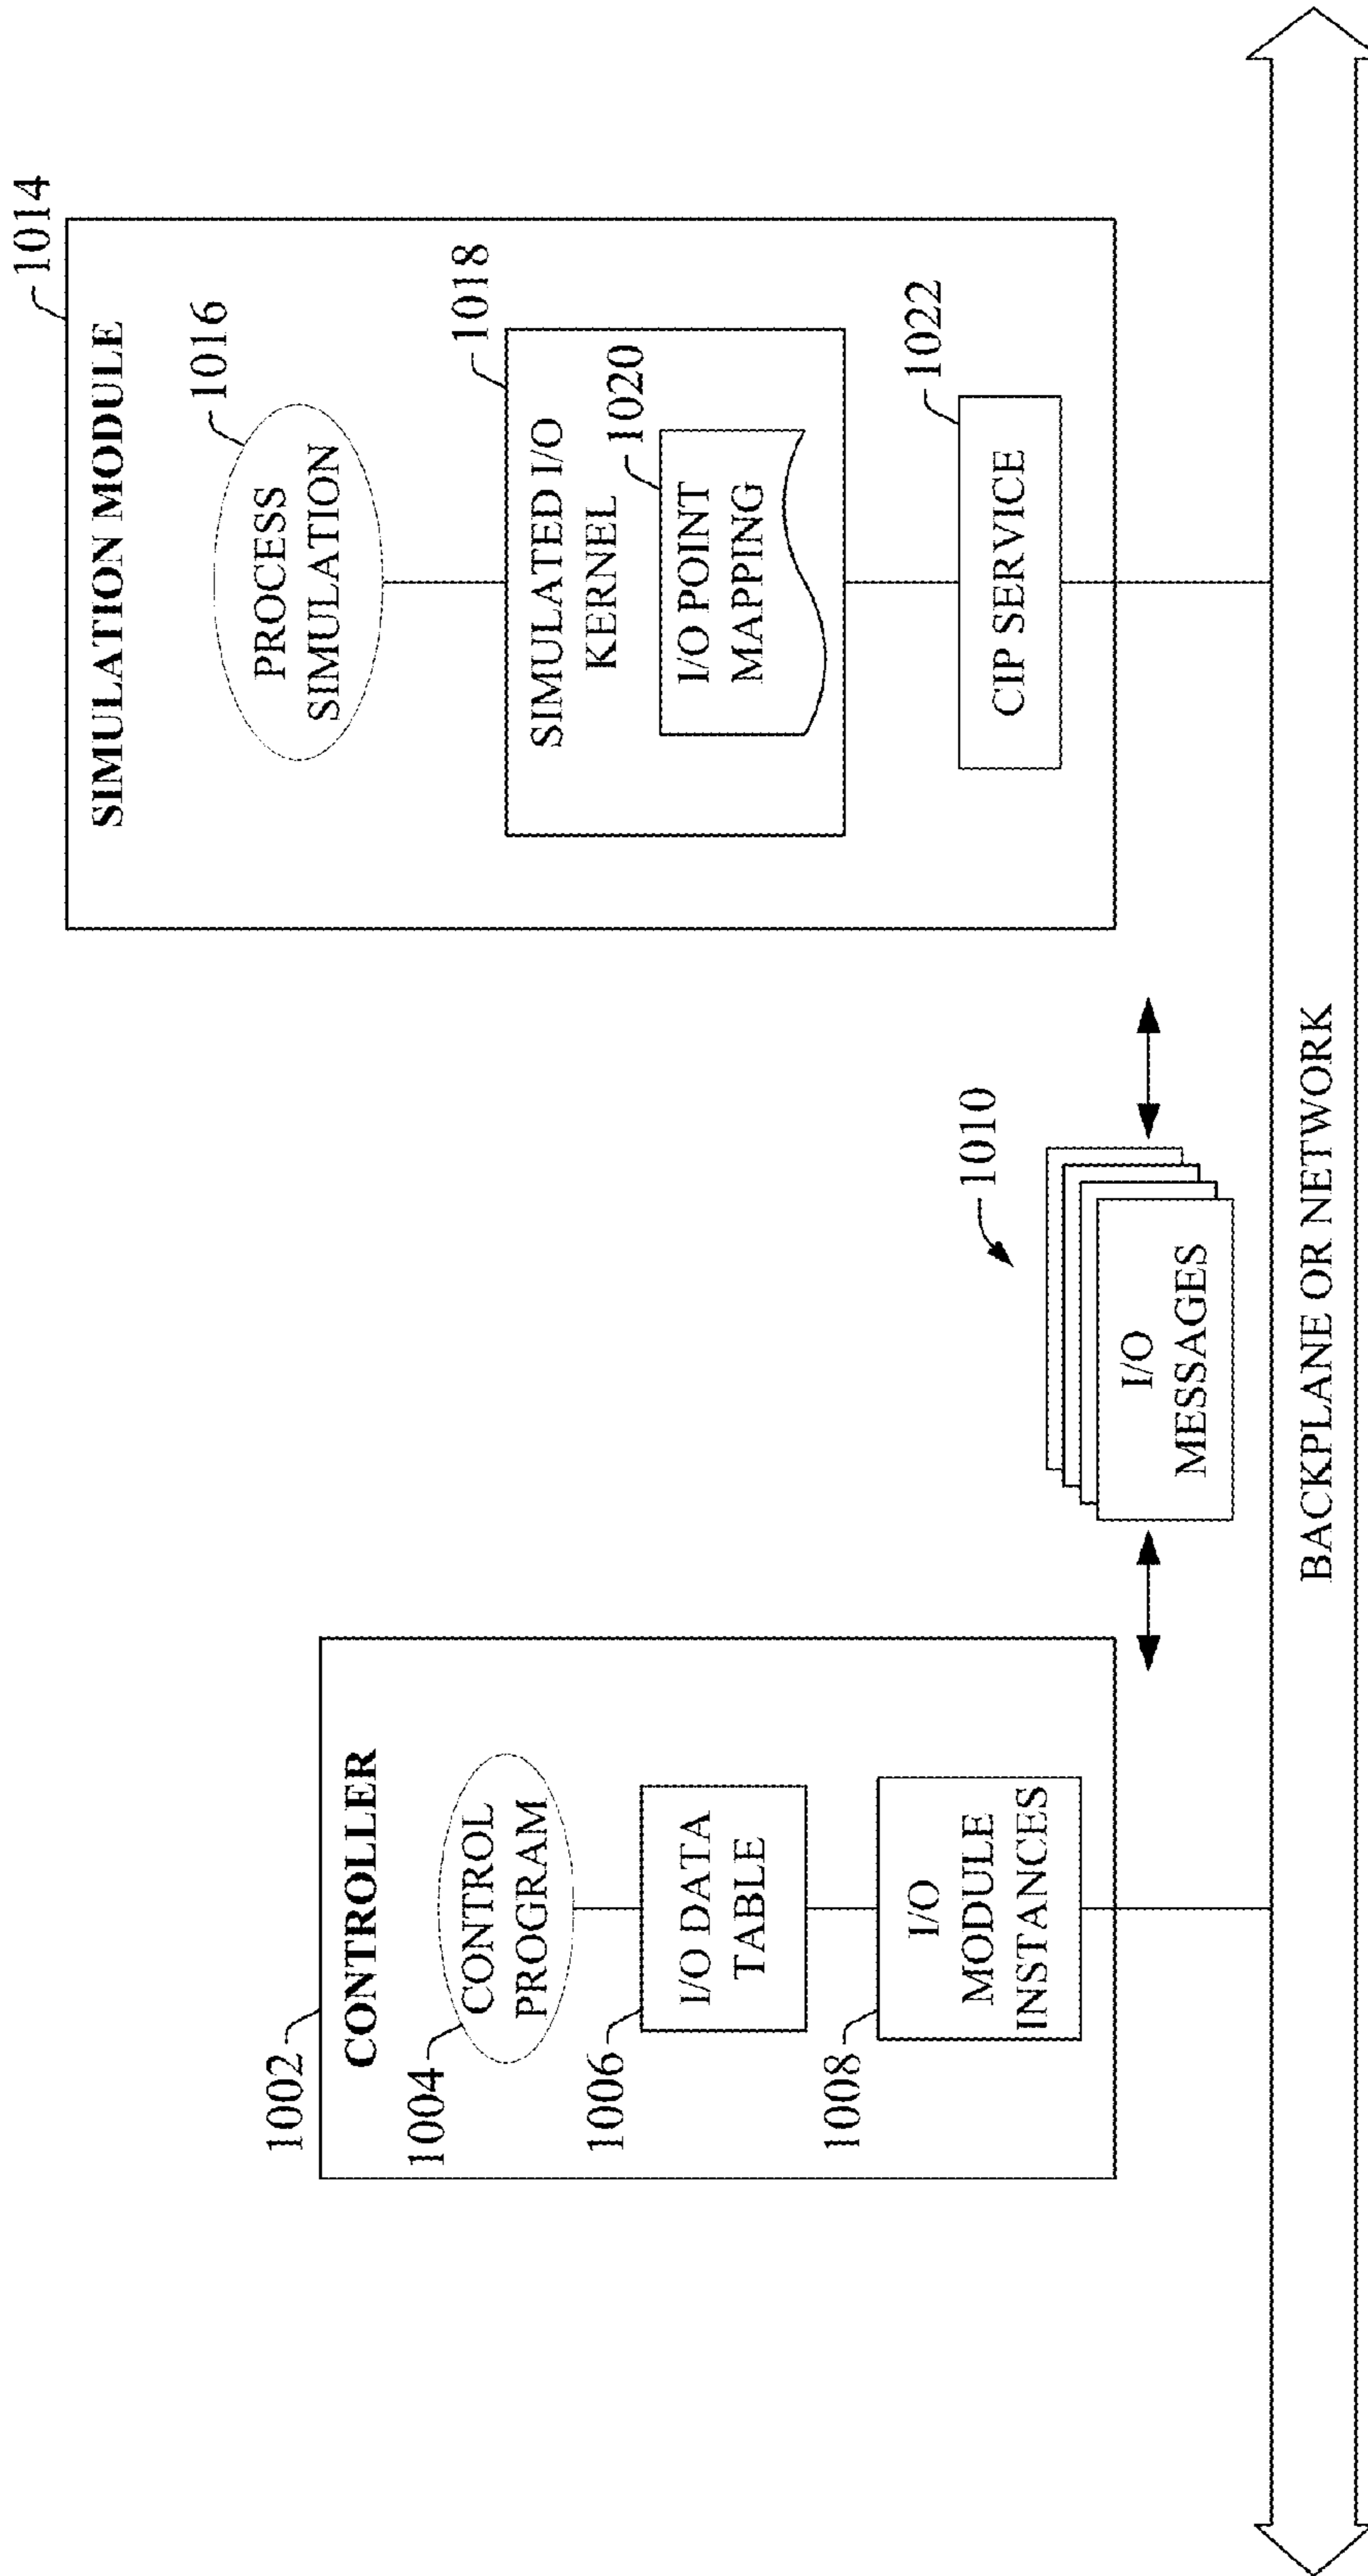 1002
CONTROLLER
1004
CONTROL
PROGRAM
1006
I/O DATA
TABLE
1008
I/O
MODULE
INSTANCES
1010
I/O
MESSAGES
1014
SIMULATION MODULE
1016
PROCESS
SIMULATION
1018
SIMULATED I/O
KERNEL
1020
I/O POINT
MAPPING
1022
CIP SERVICE
BACKPLANE OR NETWORK